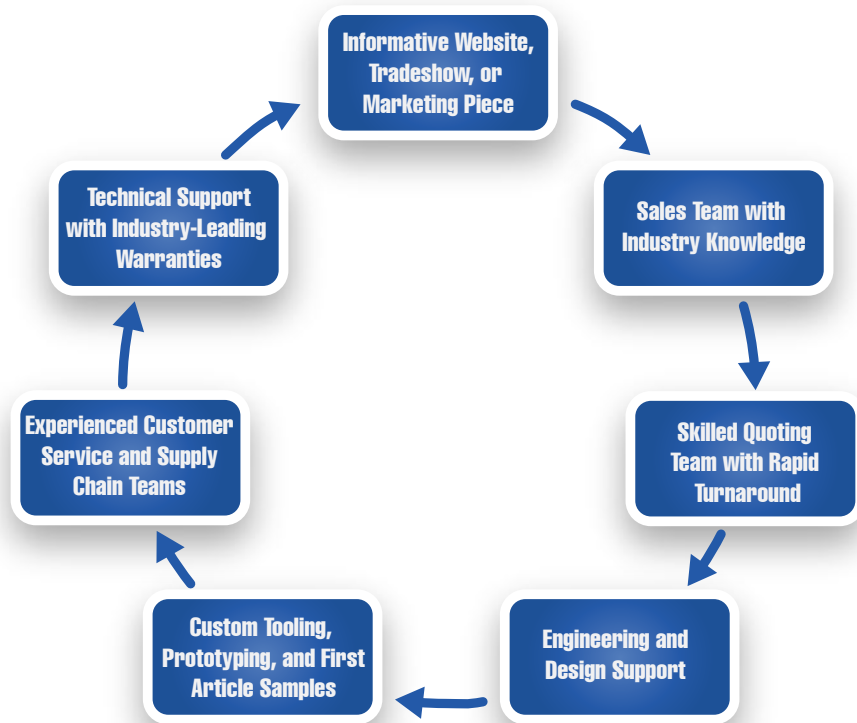 Informative Website,
Tradeshow, or
Marketing Piece
Sales Team with
Industry Knowledge
Skilled Quoting
Team with Rapid
Turnaround
Engineering and
Design Support
Custom Tooling,
Prototyping, and First
Article Samples
Experienced Customer
Service and Supply
Chain Teams
Technical Support
with Industry-Leading
Warranties